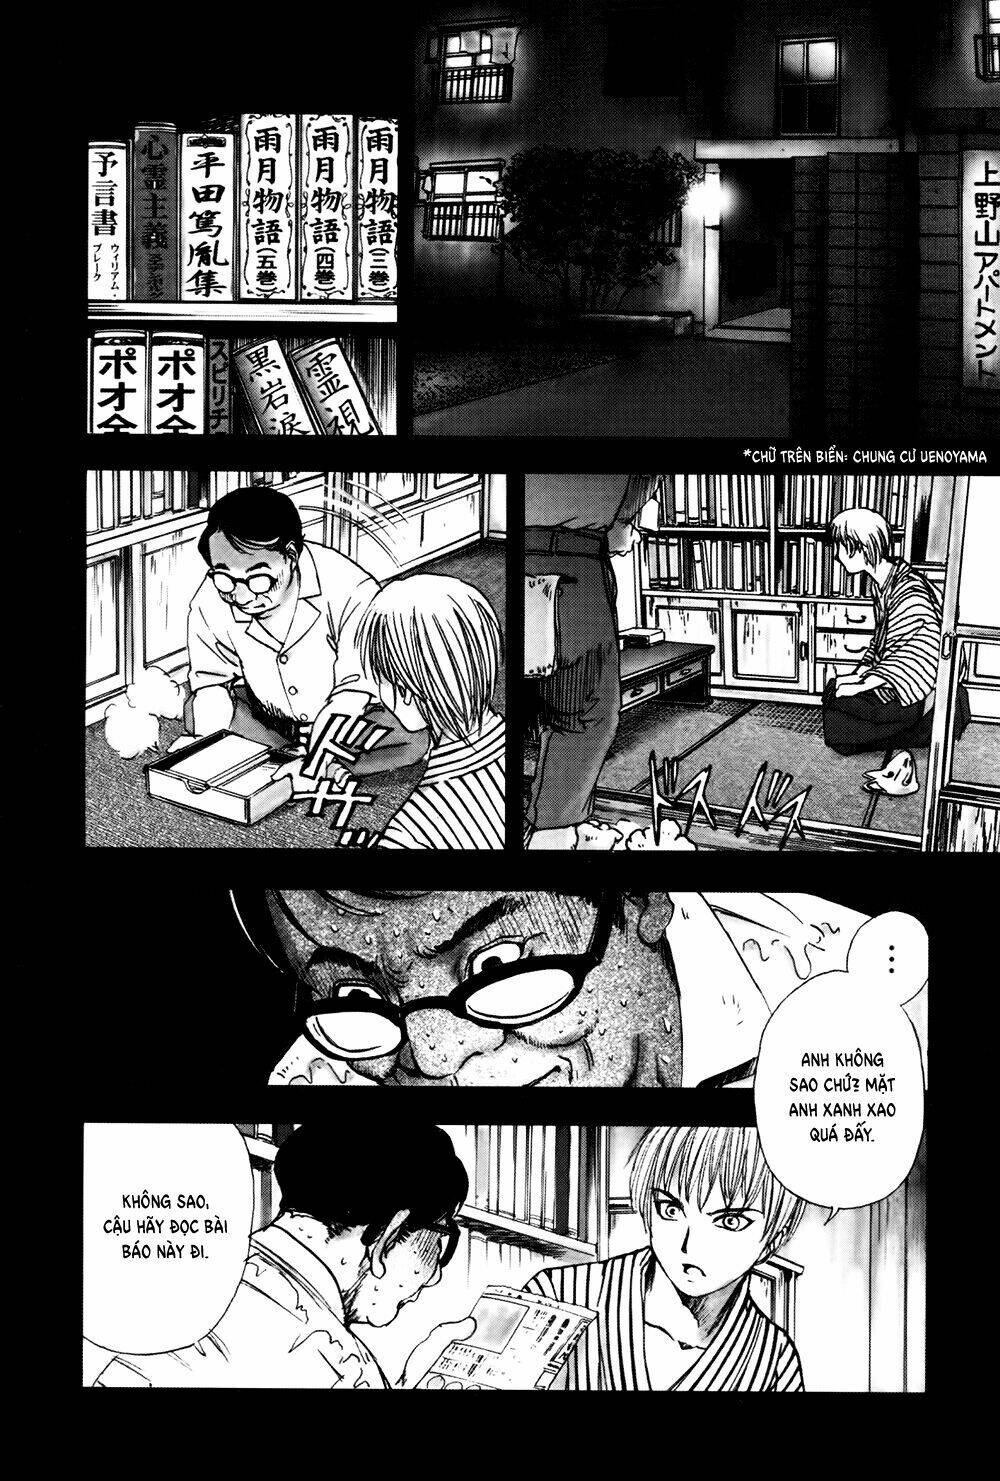 上野山アパートメント
雨月物語(三巻)
雨月物語(四巻)
雨月物語(五巻)
平田篤胤集
心霊主義
予言書
ウィリアム・ブレーク
霊視
黒岩涙
スピリチ
ポオ全
ポオ全
*CHỮ TRÊN BIỂN: CHUNG CƯ UENOYAMA
ドドド
ドサッ
...
ANH KHÔNG
SAO CHỨ? MẶT
ANH XANH XAO
QUÁ ĐẤY.
KHÔNG SAO,
CẬU HÃY ĐỌC BÀI
BÁO NÀY ĐI.